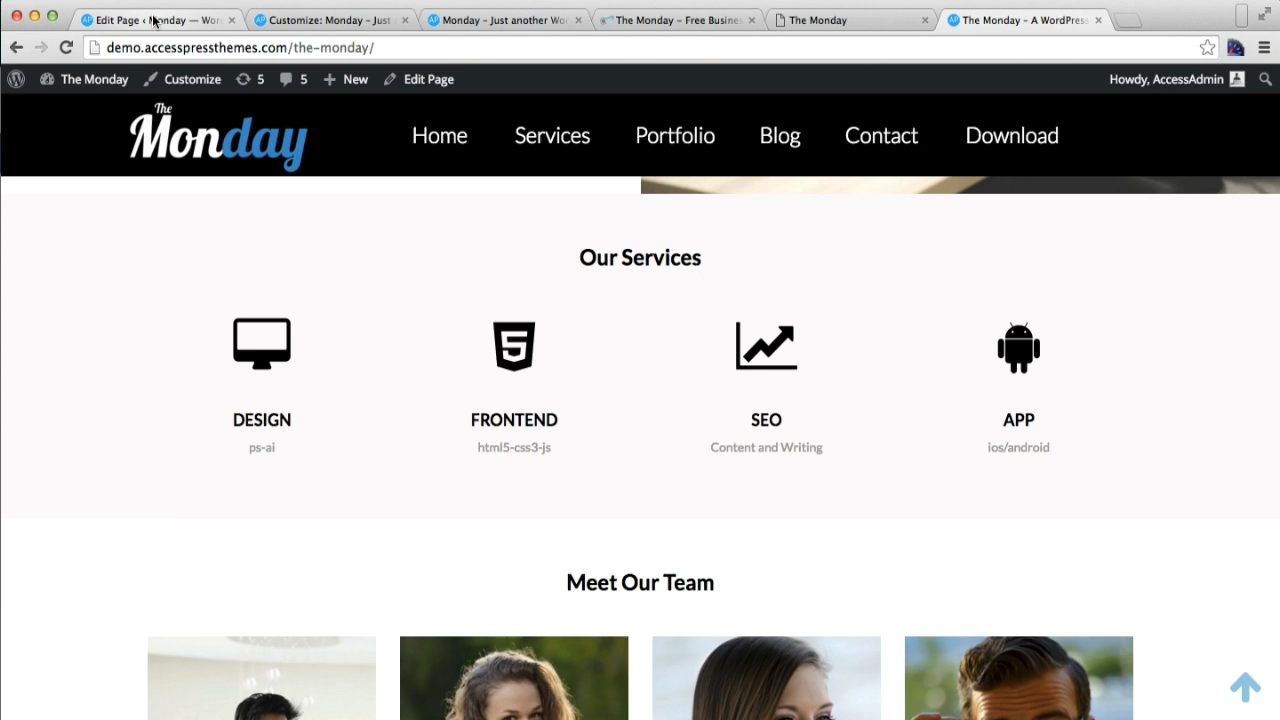 Edit Page ‹ Monday — Wor
Customize: Monday – Just
Monday – Just another Wo
The Monday – Free Busine
The Monday
The Monday – A WordPress
demo.accesspressthemes.com/the-monday/
The Monday Customize 5 5 New Edit Page Howdy, AccessAdmin
The Monday
Home Services Portfolio Blog Contact Download
Our Services
DESIGN FRONTEND SEO APP
ps-ai html5-css3-js Content and Writing ios/android
Meet Our Team